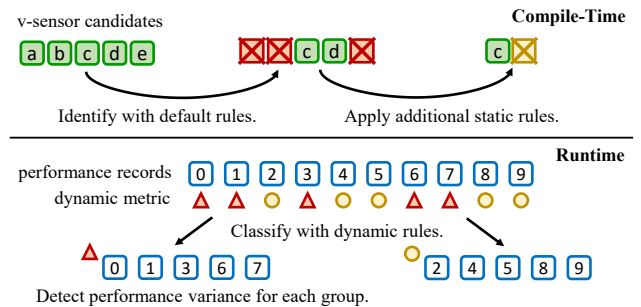 v-sensor candidates
Compile-Time
a b c d e
c d
c
Identify with default rules.
Apply additional static rules.
Runtime
performance records
0 1 2 3 4 5 6 7 8 9
dynamic metric
Classify with dynamic rules.
0 1 3 6 7
2 4 5 8 9
Detect performance variance for each group.